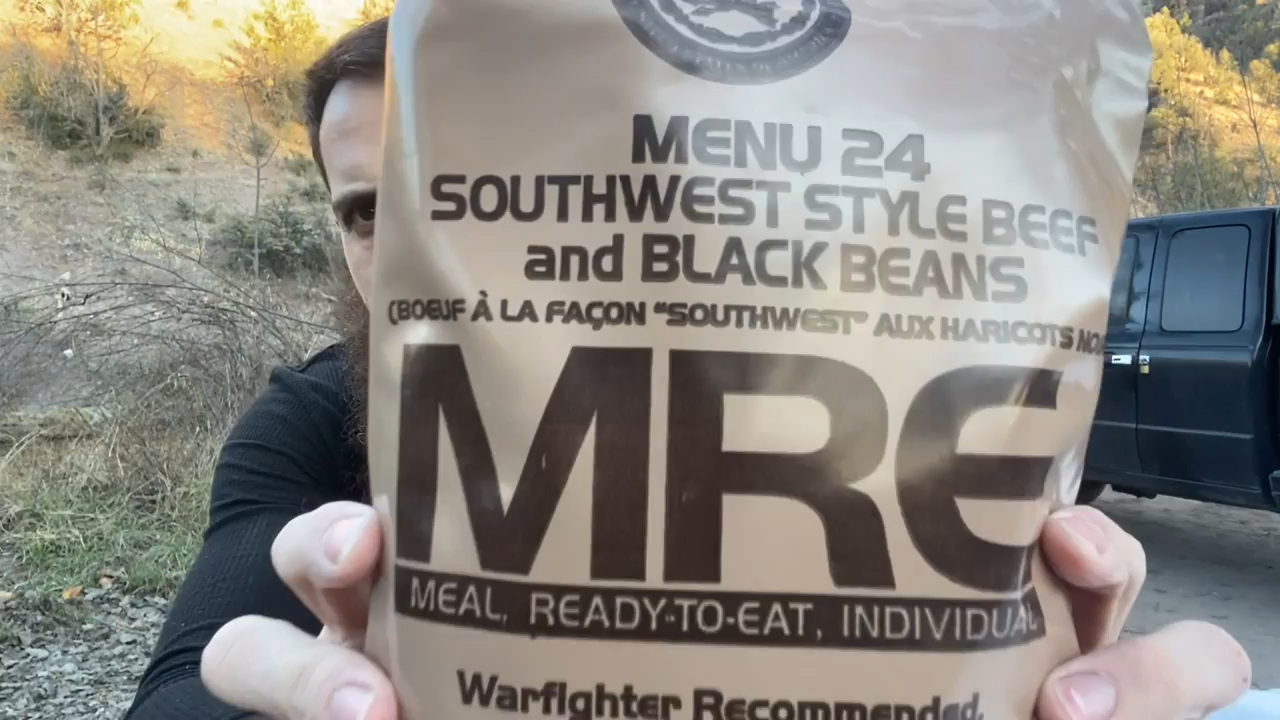 MENU 24
SOUTHWEST STYLE BEEF
and BLACK BEANS
(BOEUF À LA FAÇON "SOUTHWEST" AUX HARICOTS
MRE
MEAL, READY-TO-EAT, INDIVIDUAL
Warfighter Recommended,